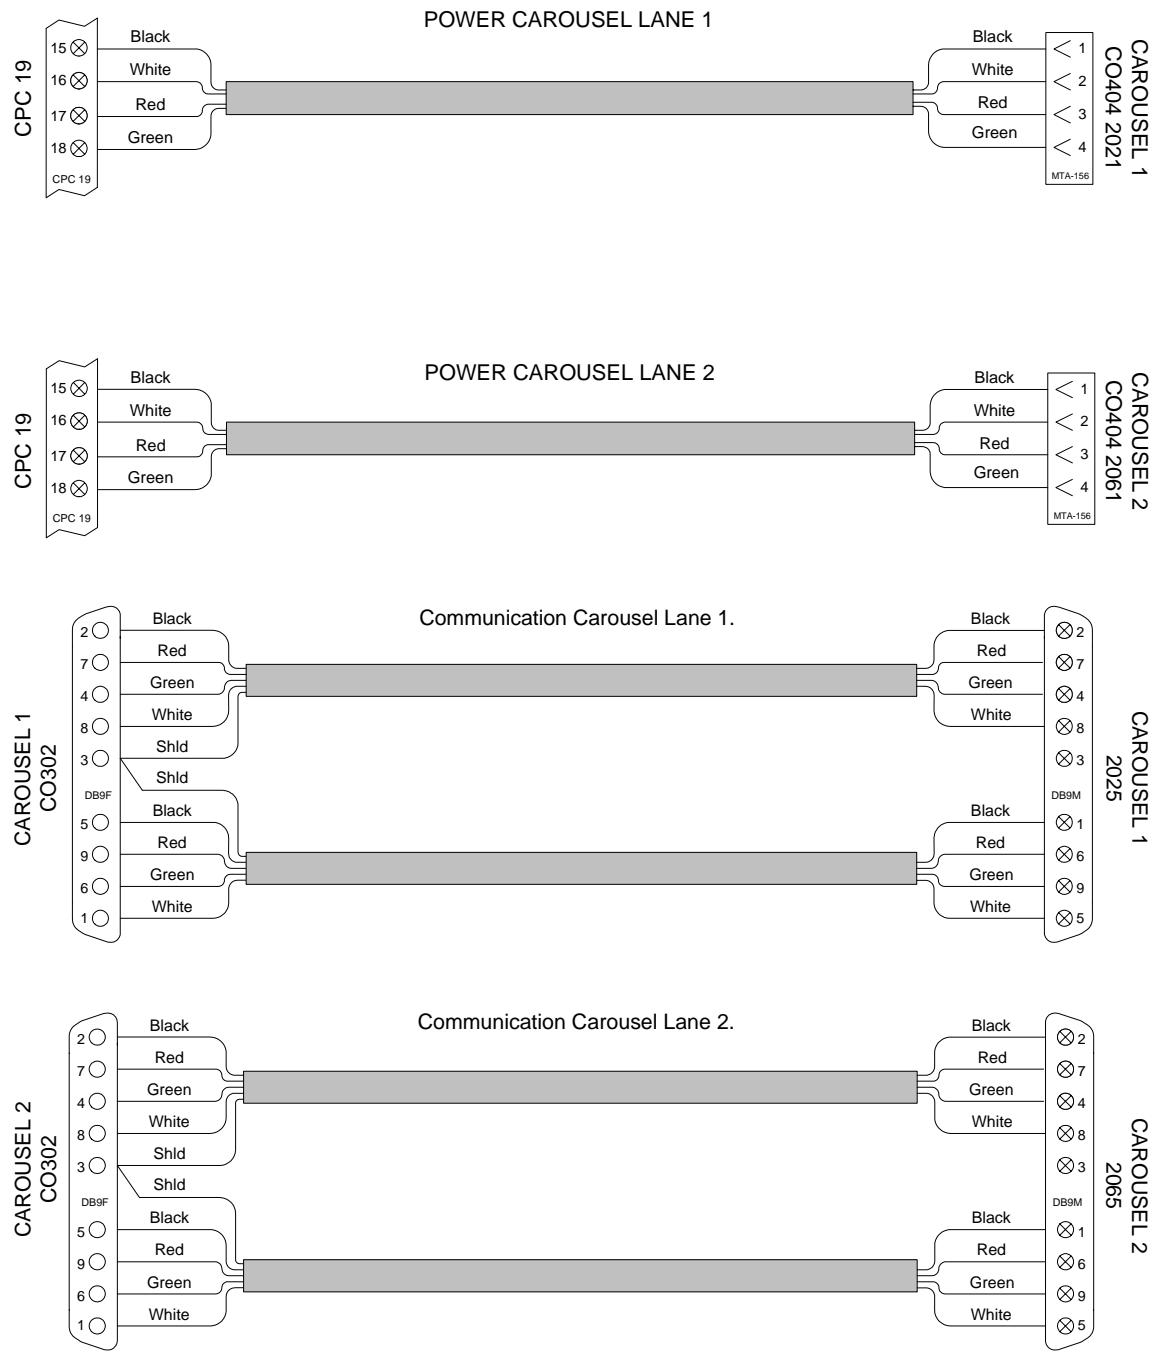 POWER CAROUSEL LANE 1
CPC 19
15 Black
16 White
17 Red
18 Green
CPC 19
Black 1
White 2
Red 3
Green 4
MTA-156
CAROUSEL 1
CO404 2021
POWER CAROUSEL LANE 2
CPC 19
15 Black
16 White
17 Red
18 Green
CPC 19
Black 1
White 2
Red 3
Green 4
MTA-156
CAROUSEL 2
CO404 2061
Communication Carousel Lane 1.
CAROUSEL 1
CO302
2 Black
7 Red
4 Green
8 White
3 Shld
Shld
DB9F
5 Black
9 Red
6 Green
1 White
Black 2
Red 7
Green 4
White 8
3
DB9M
Black 1
Red 6
Green 9
White 5
CAROUSEL 1
2025
Communication Carousel Lane 2.
CAROUSEL 2
CO302
2 Black
7 Red
4 Green
8 White
3 Shld
Shld
DB9F
5 Black
9 Red
6 Green
1 White
Black 2
Red 7
Green 4
White 8
3
DB9M
Black 1
Red 6
Green 9
White 5
CAROUSEL 2
2065